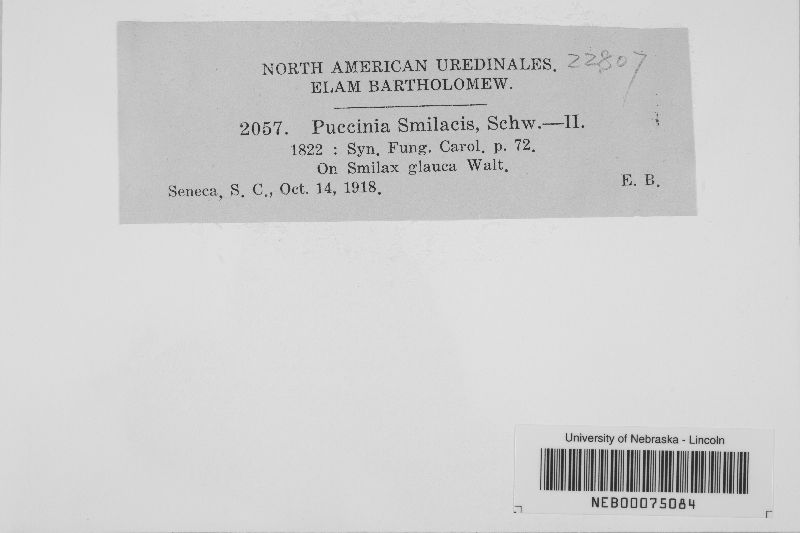 NORTH AMERICAN UREDINALES. 22807
ELAM BARTHOLOMEW.
2057. Puccinia Smilacis, Schw.—II.
1822 : Syn. Fung. Carol. p. 72.
On Smilax glauca Walt.
Seneca, S. C., Oct. 14, 1918. E. B.
University of Nebraska - Lincoln
NEB00075084